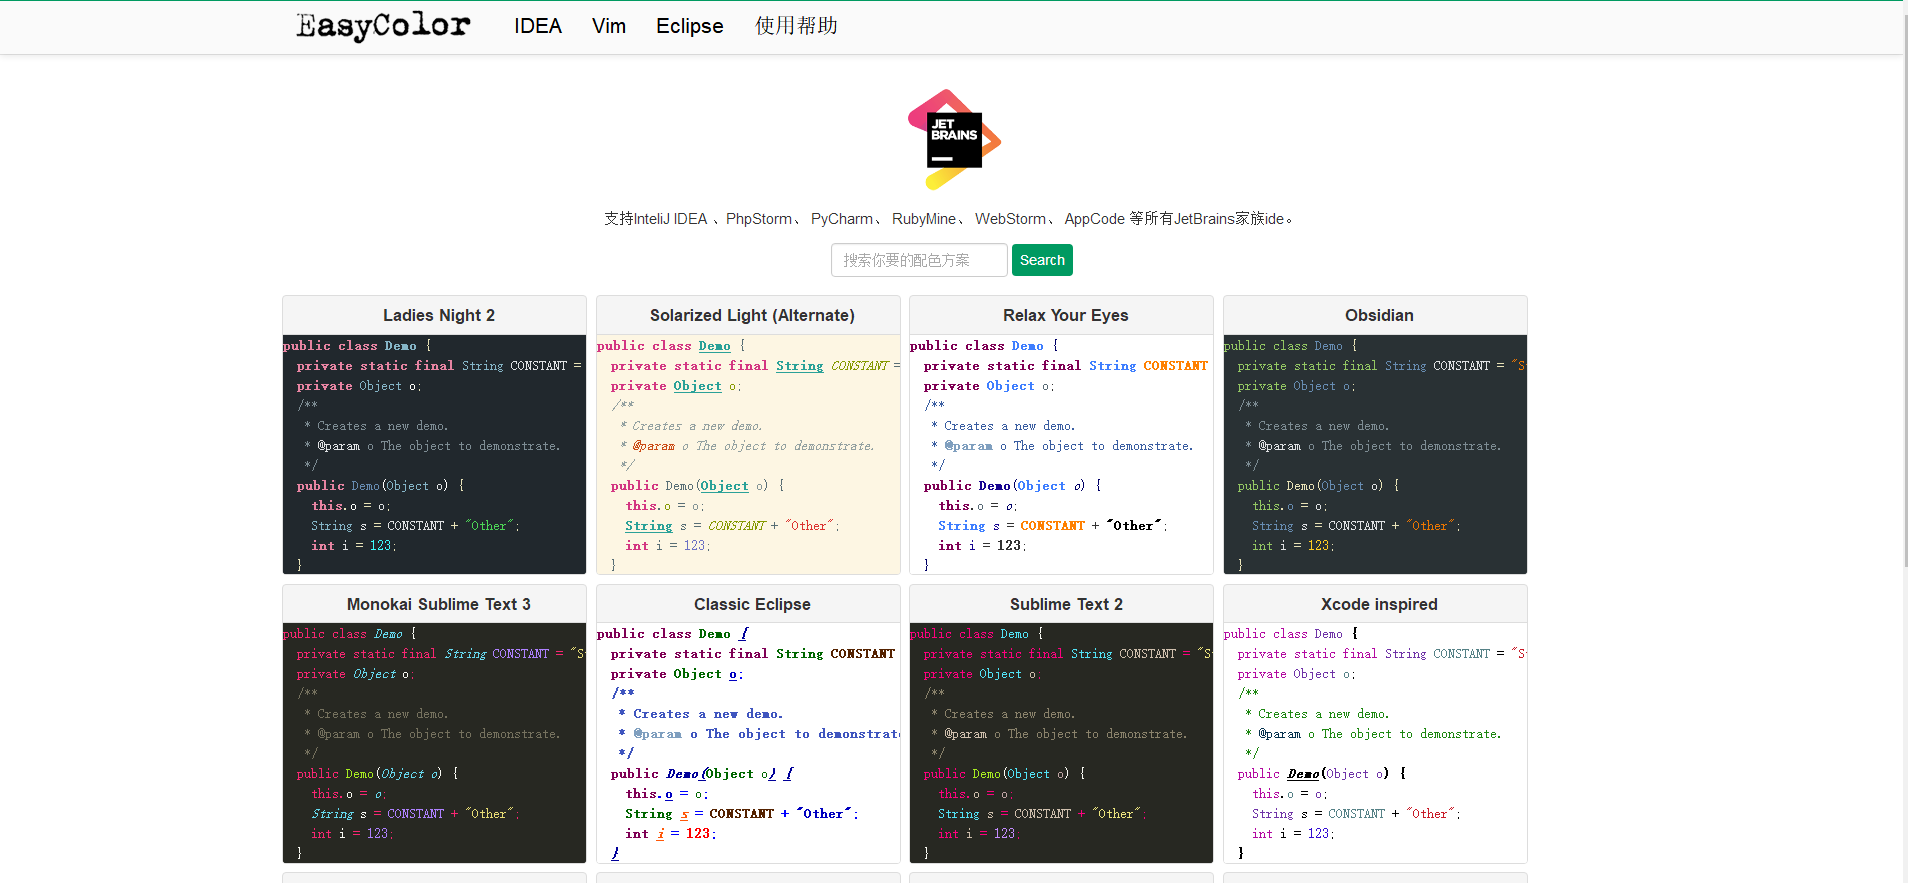 EasyColor IDEA Vim Eclipse 使用帮助
JET
BRAINS
支持InteliJ IDEA 、PhpStorm、 PyCharm、 RubyMine、 WebStorm、 AppCode 等所有JetBrains家族ide。
搜索你要的配色方案 Search
Ladies Night 2
public class Demo {
private static final String CONSTANT =
private Object o;
/**
* Creates a new demo.
* @param o The object to demonstrate.
*/
public Demo(Object o) {
this.o = o;
String s = CONSTANT + "Other";
int i = 123;
}
Solarized Light (Alternate)
public class Demo {
private static final String CONSTANT =
private Object o;
/**
* Creates a new demo.
* @param o The object to demonstrate.
*/
public Demo(Object o) {
this.o = o;
String s = CONSTANT + "Other";
int i = 123;
}
Relax Your Eyes
public class Demo {
private static final String CONSTANT
private Object o;
/**
* Creates a new demo.
* @param o The object to demonstrate.
*/
public Demo(Object o) {
this.o = o;
String s = CONSTANT + "Other";
int i = 123;
}
Obsidian
public class Demo {
private static final String CONSTANT = "S
private Object o;
/**
* Creates a new demo.
* @param o The object to demonstrate.
*/
public Demo(Object o) {
this.o = o;
String s = CONSTANT + "Other";
int i = 123;
}
Monokai Sublime Text 3
public class Demo {
private static final String CONSTANT = "S
private Object o;
/**
* Creates a new demo.
* @param o The object to demonstrate.
*/
public Demo(Object o) {
this.o = o;
String s = CONSTANT + "Other";
int i = 123;
}
Classic Eclipse
public class Demo {
private static final String CONSTANT
private Object o;
/**
* Creates a new demo.
* @param o The object to demonstrate
*/
public Demo(Object o) {
this.o = o;
String s = CONSTANT + "Other";
int i = 123;
}
Sublime Text 2
public class Demo {
private static final String CONSTANT = "S
private Object o;
/**
* Creates a new demo.
* @param o The object to demonstrate.
*/
public Demo(Object o) {
this.o = o;
String s = CONSTANT + "Other";
int i = 123;
}
Xcode inspired
public class Demo {
private static final String CONSTANT = "S
private Object o;
/**
* Creates a new demo.
* @param o The object to demonstrate.
*/
public Demo(Object o) {
this.o = o;
String s = CONSTANT + "Other";
int i = 123;
}